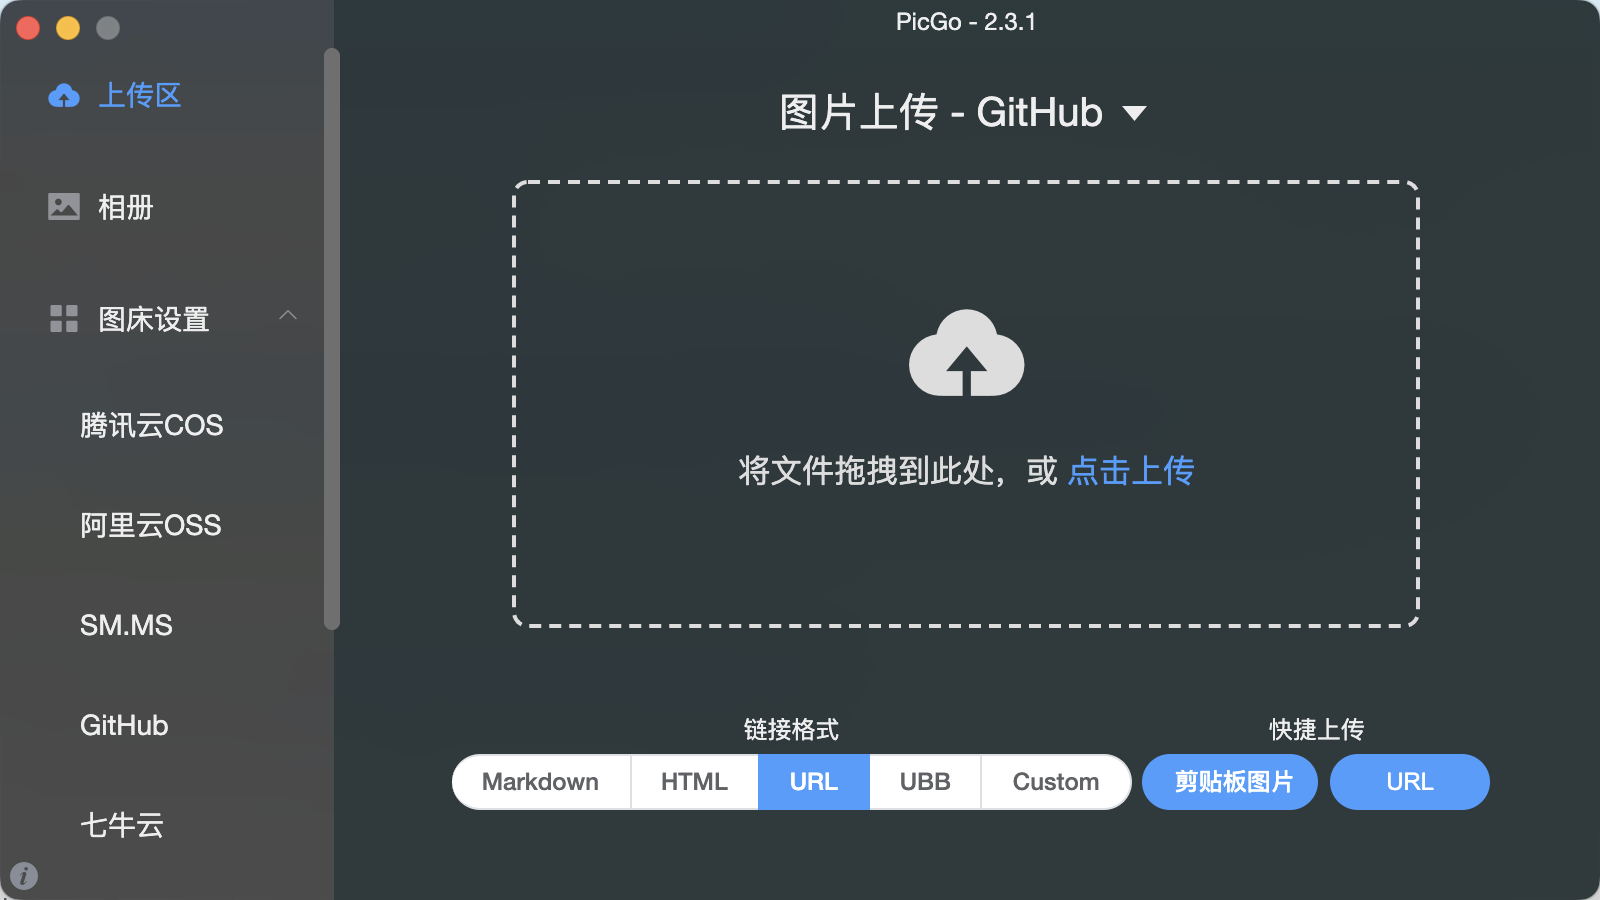 PicGo - 2.3.1
上传区
相册
图床设置
腾讯云COS
阿里云OSS
SM.MS
GitHub
七牛云
图片上传 - GitHub
将文件拖拽到此处，或 点击上传
链接格式
Markdown HTML URL UBB Custom
快捷上传
剪贴板图片 URL